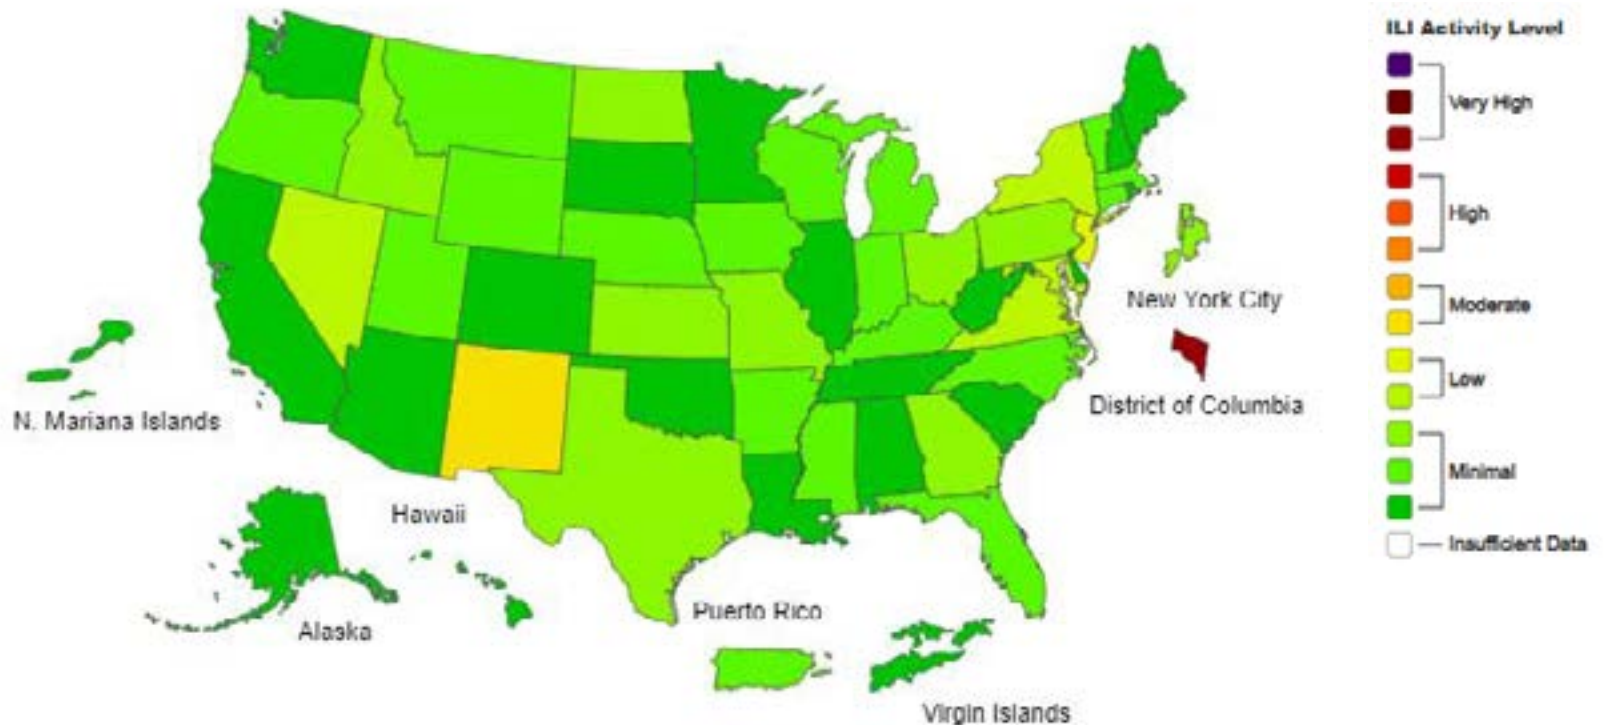 ILI Activity Level
Very High
High
Moderate
Low
Minimal
Insufficient Data
New York City
District of Columbia
N. Mariana Islands
Hawaii
Alaska
Puerto Rico
Virgin Islands